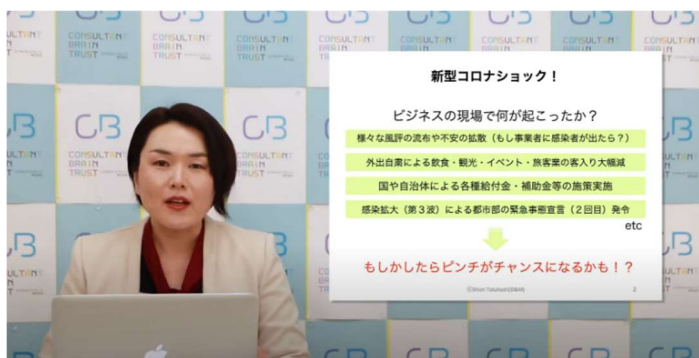 CB
CONSULTANT
BRAIN
TRUST
新型コロナショック！
ビジネスの現場で何が起こったか？
様々な風評の流布や不安の拡散（もし事業者に感染者が出たら？）
外出自粛による飲食・観光・イベント・旅客業の客入り大幅減
国や自治体による各種給付金・補助金等の施策実施
感染拡大（第３波）による都市部の緊急事態宣言（２回目）発令
etc
もしかしたらピンチがチャンスになるかも！？
2